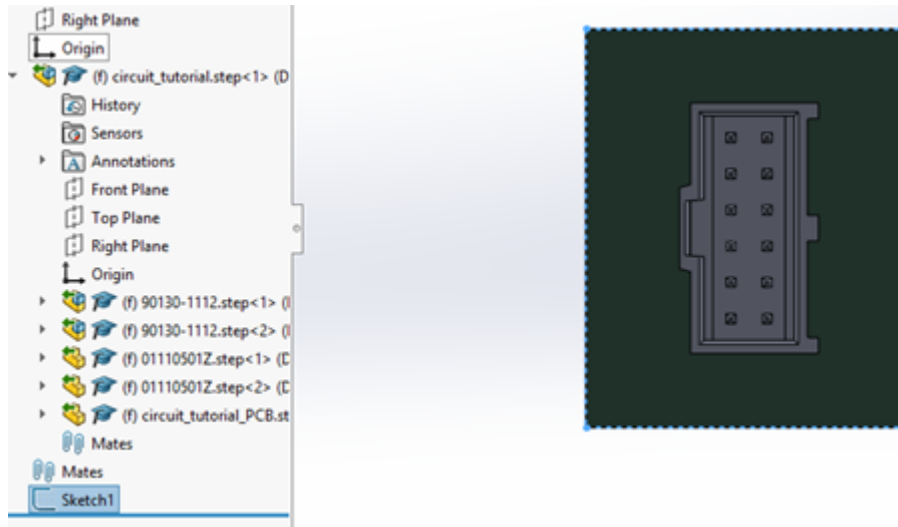 Right Plane
Origin
(f) circuit_tutorial.step<1> (D
History
Sensors
Annotations
Front Plane
Top Plane
Right Plane
Origin
(f) 90130-1112.step<1> (I
(f) 90130-1112.step<2> (I
(f) 01110501Z.step<1> (D
(f) 01110501Z.step<2> (D
(f) circuit_tutorial_PCB.st
Mates
Mates
Sketch1